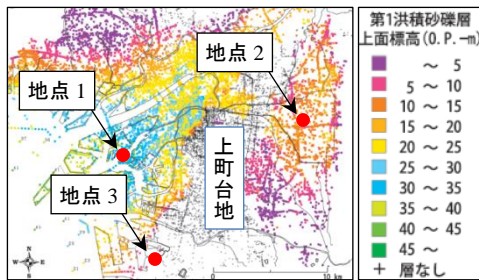 地点 1
地点 2
地点 3
上町台地
N
W
E
S
10 km
第1洪積砂礫層
上面標高(O.P.-m)
～ 5
5 ～ 10
10 ～ 15
15 ～ 20
20 ～ 25
25 ～ 30
30 ～ 35
35 ～ 40
40 ～ 45
45 ～
+ 層なし